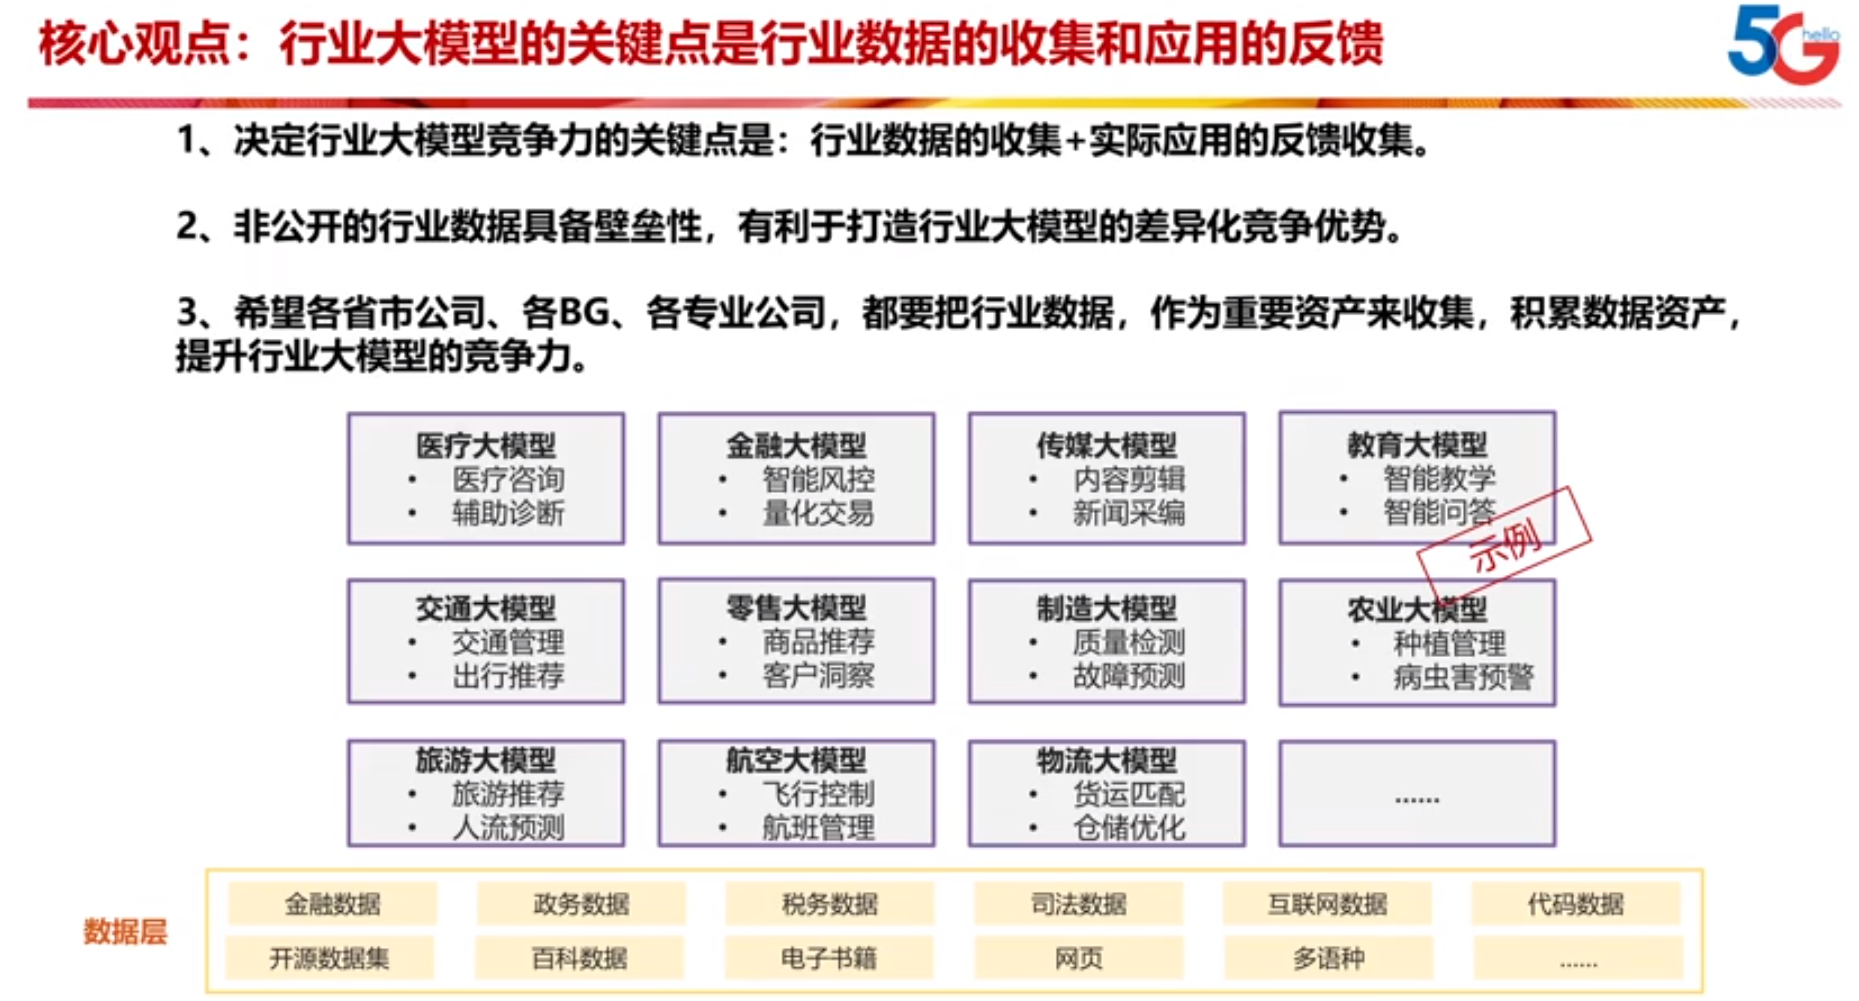 核心观点：行业大模型的关键点是行业数据的收集和应用的反馈
5G
hello
1、决定行业大模型竞争力的关键点是：行业数据的收集+实际应用的反馈收集。
2、非公开的行业数据具备壁垒性，有利于打造行业大模型的差异化竞争优势。
3、希望各省市公司、各BG、各专业公司，都要把行业数据，作为重要资产来收集，积累数据资产，
提升行业大模型的竞争力。
医疗大模型
• 医疗咨询
• 辅助诊断
金融大模型
• 智能风控
• 量化交易
传媒大模型
• 内容剪辑
• 新闻采编
教育大模型
• 智能教学
• 智能问答
示例
交通大模型
• 交通管理
• 出行推荐
零售大模型
• 商品推荐
• 客户洞察
制造大模型
• 质量检测
• 故障预测
农业大模型
• 种植管理
• 病虫害预警
旅游大模型
• 旅游推荐
• 人流预测
航空大模型
• 飞行控制
• 航班管理
物流大模型
• 货运匹配
• 仓储优化
......
数据层
金融数据
政务数据
税务数据
司法数据
互联网数据
代码数据
开源数据集
百科数据
电子书籍
网页
多语种
......